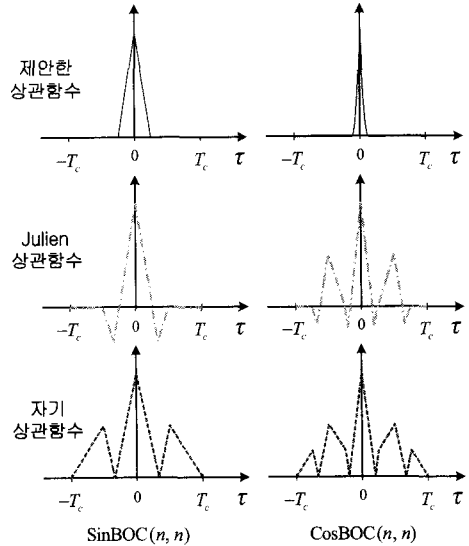 제안한
상관함수
−T_c 0 T_c τ
−T_c 0 T_c τ
Julien
상관함수
−T_c 0 T_c τ
−T_c 0 T_c τ
자기
상관함수
−T_c 0 T_c τ
−T_c 0 T_c τ
SinBOC(n, n)
CosBOC(n, n)